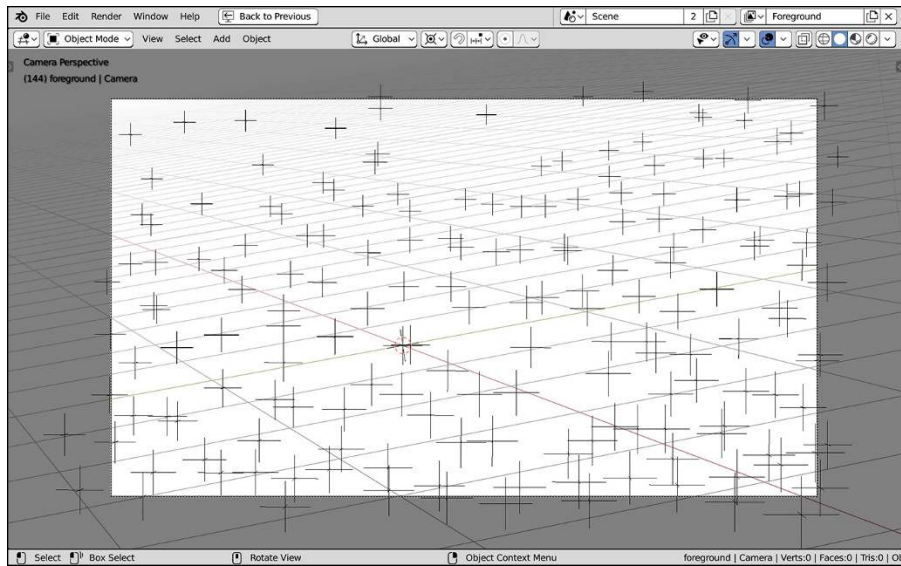 File Edit Render Window Help Back to Previous Scene 2 Foreground
Object Mode View Select Add Object Global
Camera Perspective
(144) foreground | Camera
Select Box Select Rotate View Object Context Menu foreground | Camera | Verts:0 | Faces:0 | Tris:0 |